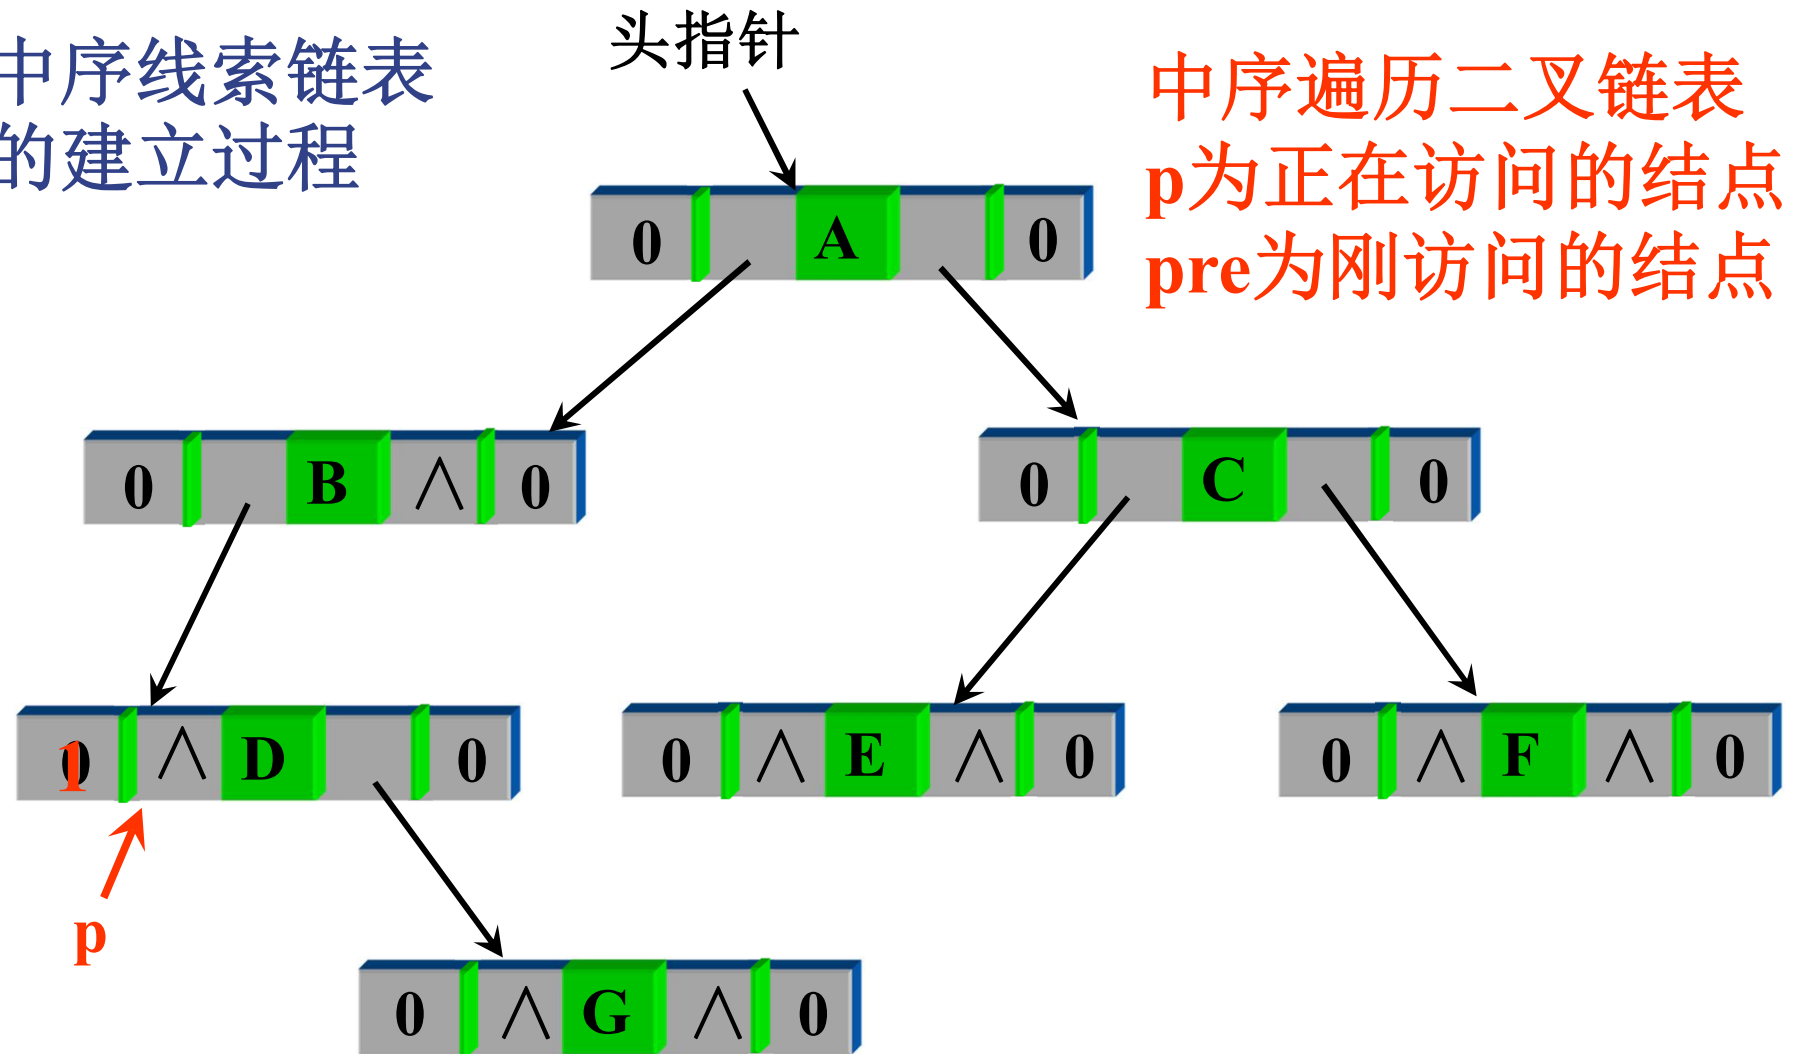 中序线索链表
的建立过程
头指针
中序遍历二叉链表
p为正在访问的结点
pre为刚访问的结点
0 A 0
0 B ∧ 0
0 C 0
0 1 ∧ D 0
0 ∧ E ∧ 0
0 ∧ F ∧ 0
p
0 ∧ G ∧ 0